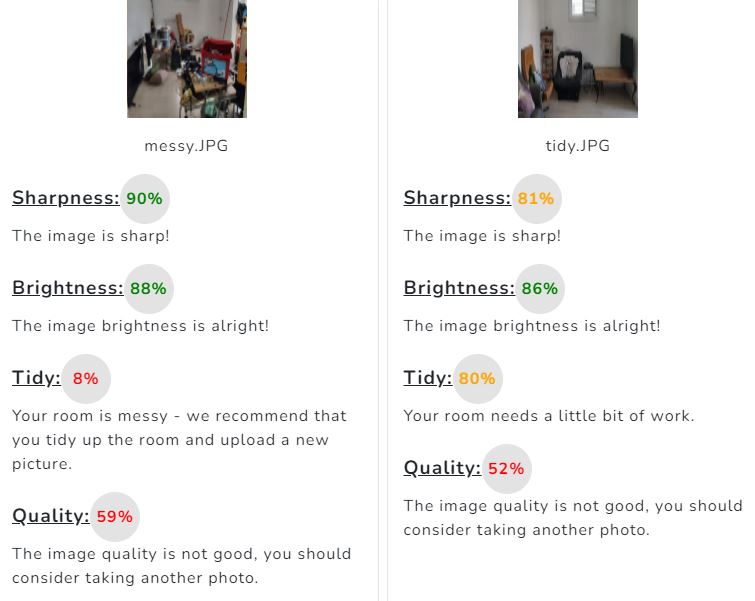 messy.JPG
Sharpness: 90%
The image is sharp!
Brightness: 88%
The image brightness is alright!
Tidy: 8%
Your room is messy - we recommend that
you tidy up the room and upload a new
picture.
Quality: 59%
The image quality is not good, you should
consider taking another photo.
tidy.JPG
Sharpness: 81%
The image is sharp!
Brightness: 86%
The image brightness is alright!
Tidy: 80%
Your room needs a little bit of work.
Quality: 52%
The image quality is not good, you should
consider taking another photo.